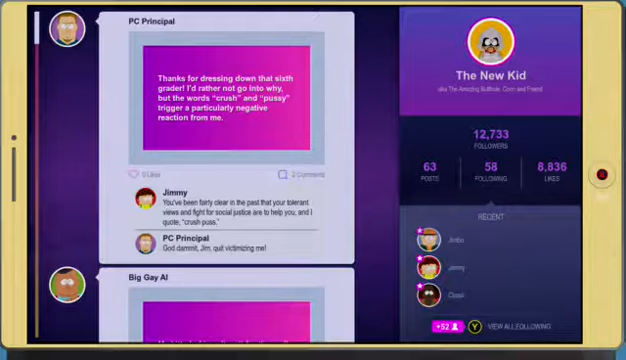 PC Principal
Thanks for dressing down that sixth
grader! I'd rather not go into why,
but the words "crush" and "pussy"
trigger a particularly negative
reaction from me.
0 Likes
2 Comments
Jimmy
You've been fairly clear in the past that your tolerant
views and fight for social justice are to help you, and I
quote, "crush puss."
PC Principal
God damnit, Jim, quit victimizing me!
Big Gay Al
The New Kid
aka The Amazing Butthole, Coon and Friend
12,733
FOLLOWERS
63
POSTS
58
FOLLOWING
8,836
LIKES
RECENT
Jimbo
Jimmy
Classi
+52
Y
VIEW ALL FOLLOWING